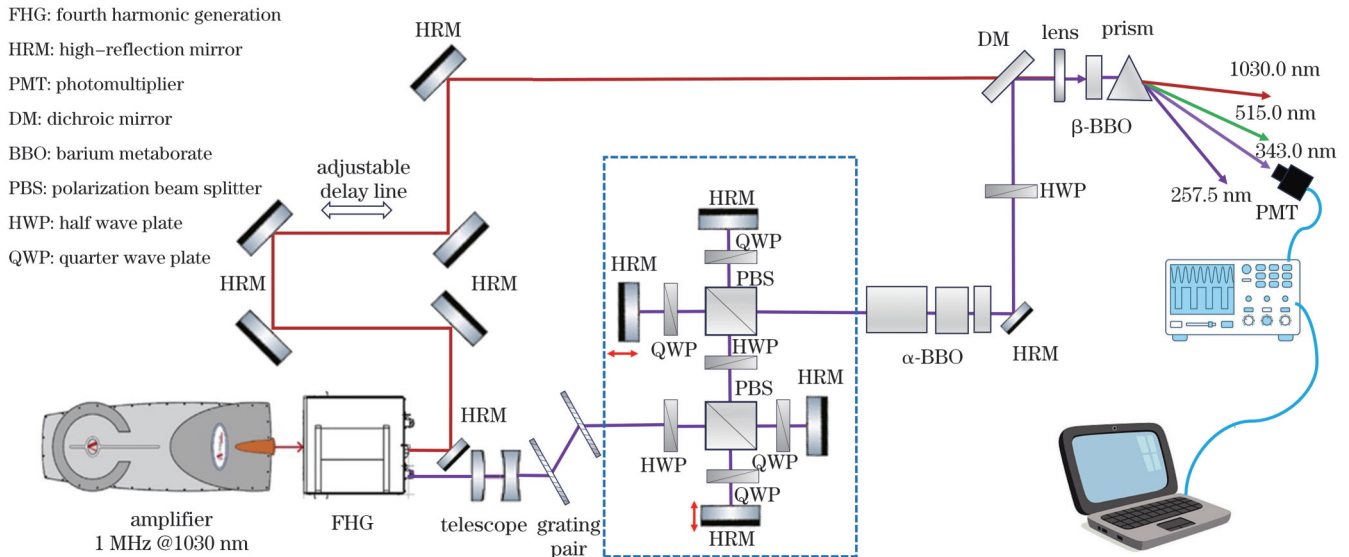 FHG: fourth harmonic generation
HRM: high-reflection mirror
PMT: photomultiplier
DM: dichroic mirror
BBO: barium metaborate
PBS: polarization beam splitter
HWP: half wave plate
QWP: quarter wave plate
HRM
DM
lens
prism
β-BBO
1030.0 nm
515.0 nm
343.0 nm
257.5 nm
PMT
adjustable
delay line
HRM
HRM
HRM
HWP
HRM
QWP
HRM
PBS
QWP
HWP
α-BBO
HRM
PBS
HRM
HWP
QWP
QWP
HRM
amplifier
1 MHz @1030 nm
FHG
telescope
grating
pair